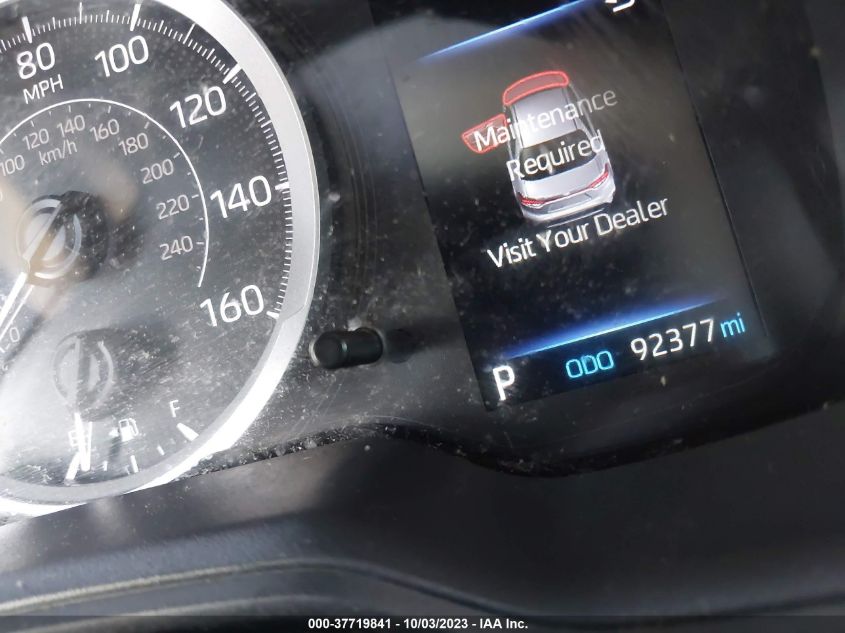 80
100
120
140
160
MPH
100
120
140
160
180
200
220
240
km/h
E
F
Maintenance
Required
Visit Your Dealer
P
ODO 92377 mi
000-37719841 - 10/03/2023 - IAA Inc.